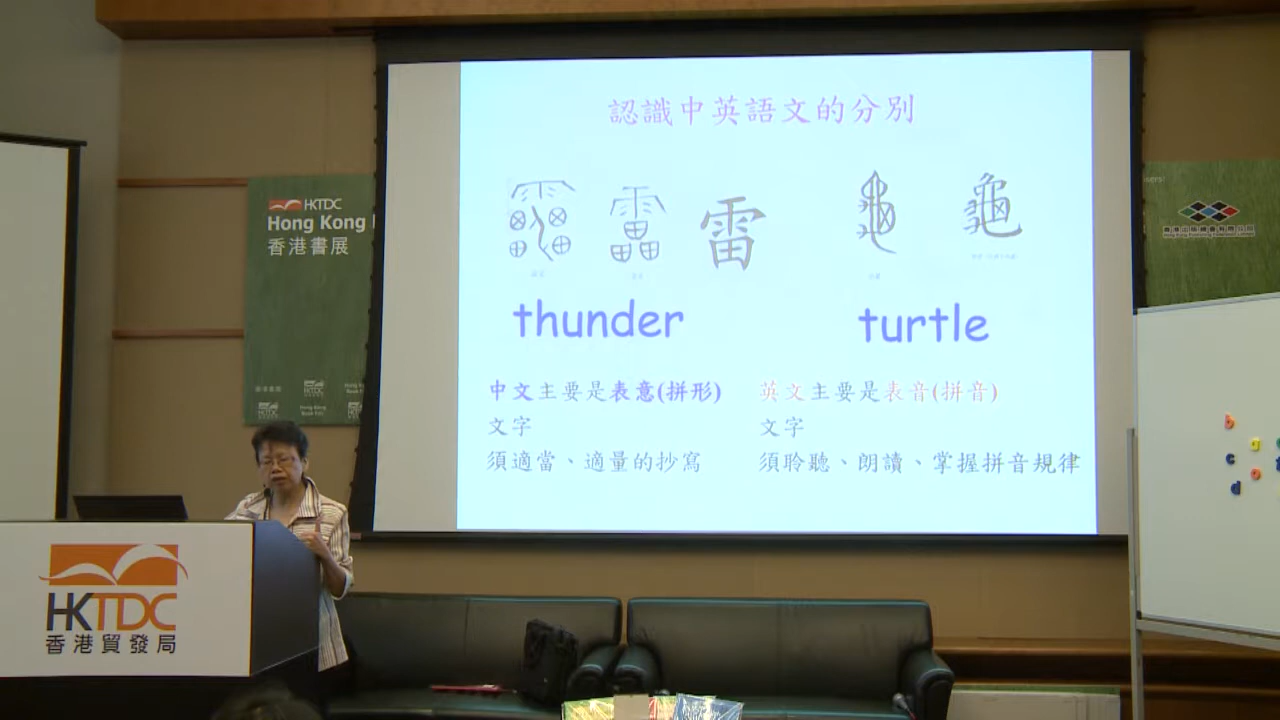 認識中英語文的分別
雷
龜
thunder
turtle
中文主要是表意(拼形)
文字
須適當、適量的抄寫
英文主要是表音(拼音)
文字
須聆聽、朗讀、掌握拼音規律
HKTDC
Hong Kong
香港書展
HKTDC
香港貿發局
b
c
d